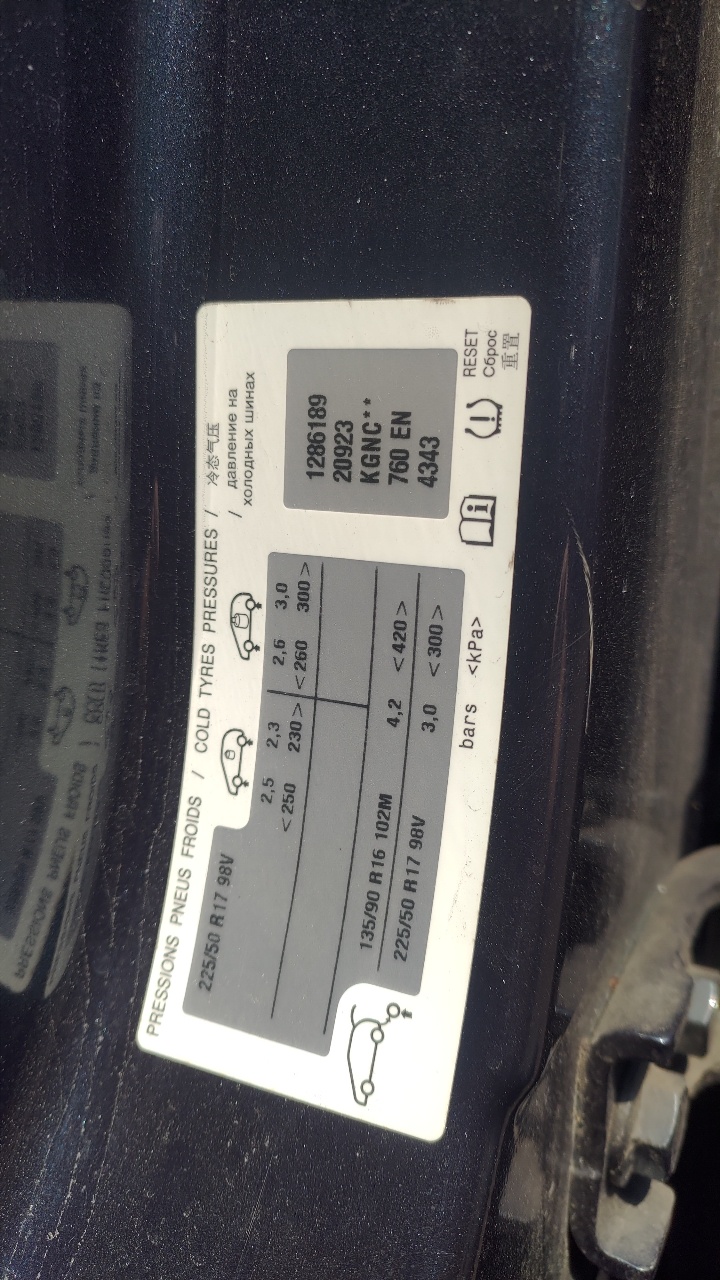 PRESSIONS PNEUS FROIDS / COLD TYRES PRESSURES / 冷态气压
/ давление на
холодных шинах
225/50 R17 98V
2,5 2,3 2,6 3,0
<250 230> <260 300>
135/90 R16 102M 4,2 <420>
225/50 R17 98V 3,0 <300>
bars <kPa>
1286189
20923
KGNC**
760 EN
4343
RESET
Сброс
重置